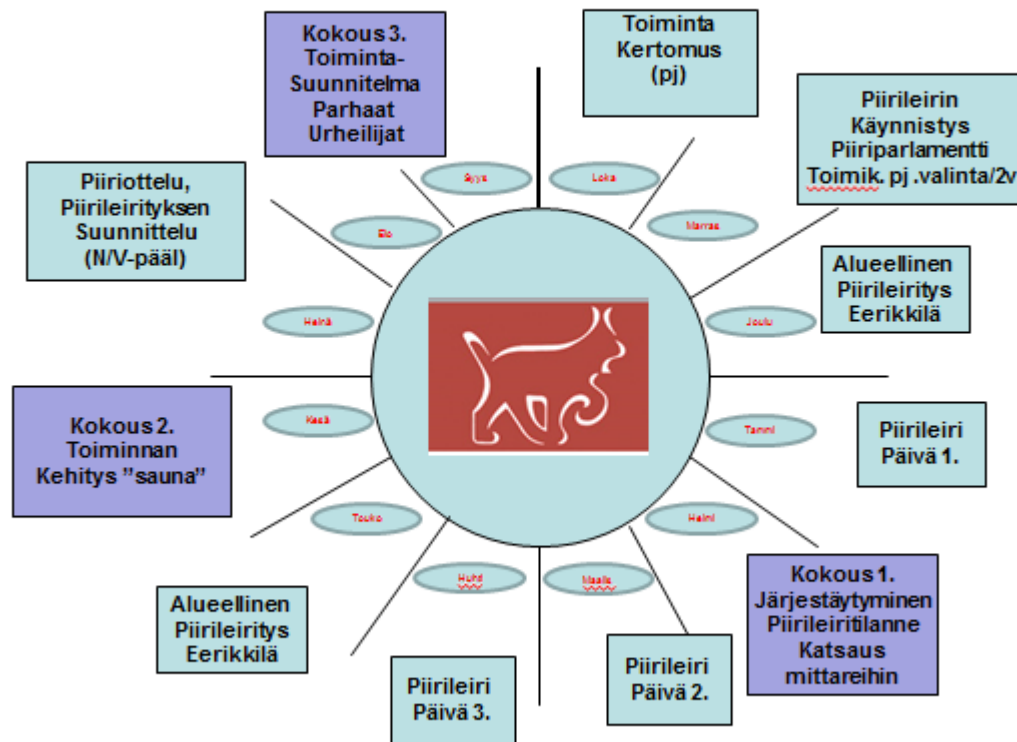 Kokous 3.
Toiminta-
Suunnitelma
Parhaat
Urheilijat
Toiminta
Kertomus
(pj)
Piirileirin
Käynnistys
Piiriparlamentti
Toimik. pj .valinta/2v
Piiriottelu,
Piirileirityksen
Suunnittelu
(N/V-pääl)
Syys
Loka
Elo
Marras
Alueellinen
Piirileiritys
Eerikkilä
Heinä
Joulu
Kokous 2.
Toiminnan
Kehitys ”sauna”
Kesä
Tammi
Piirileiri
Päivä 1.
Touko
Helmi
Huhti
Maalis
Kokous 1.
Järjestäytyminen
Piirileiritilanne
Katsaus
mittareihin
Alueellinen
Piirileiritys
Eerikkilä
Piirileiri
Päivä 3.
Piirileiri
Päivä 2.